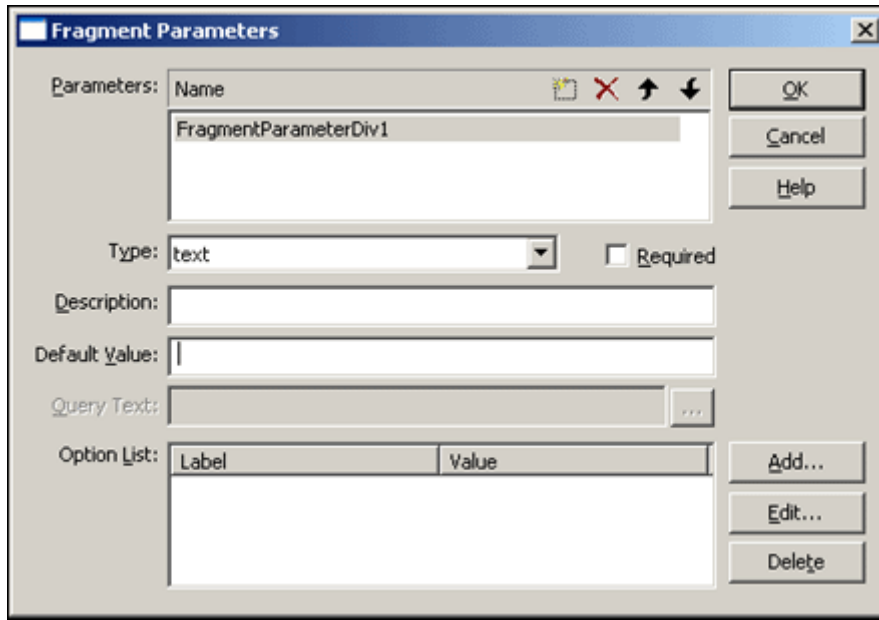 Fragment Parameters
Parameters:
Name
OK
FragmentParameterDiv1
Cancel
Help
Type:
text
Required
Description:
Default Value:
Query Text:
...
Option List:
Label
Value
Add...
Edit...
Delete